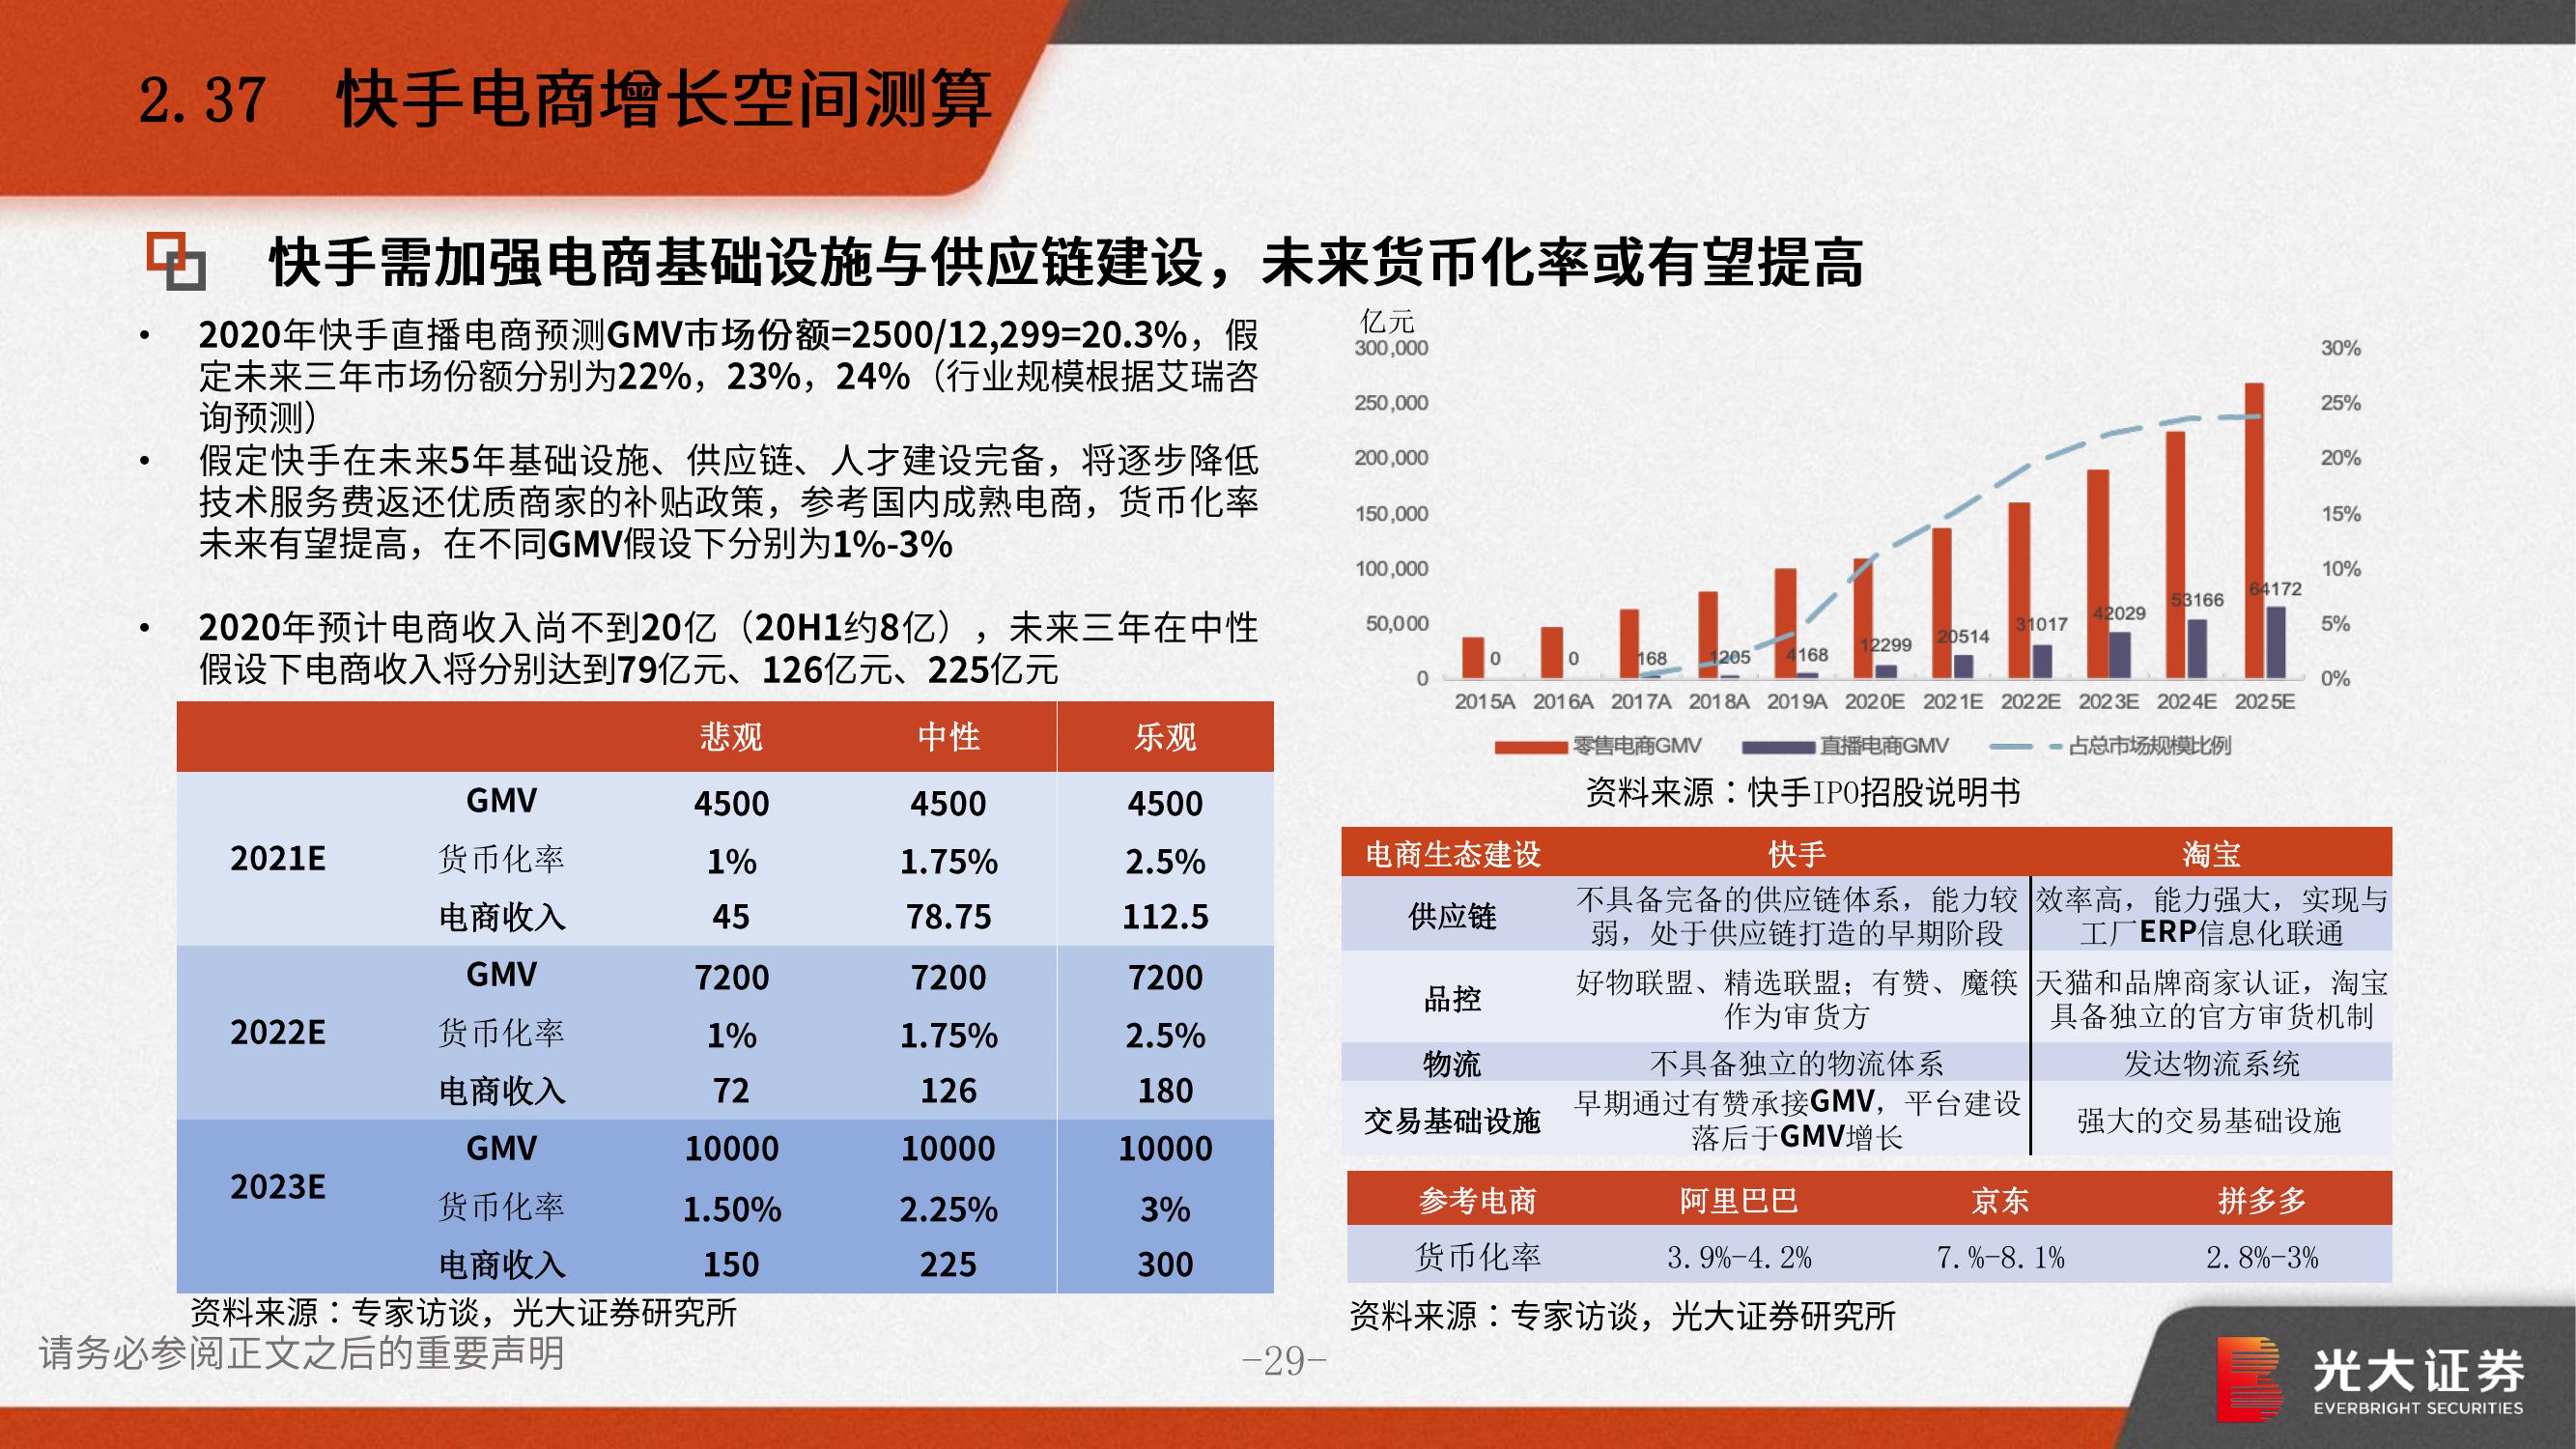 2.37 快手电商增长空间测算
快手需加强电商基础设施与供应链建设，未来货币化率或有望提高
• 2020年快手直播电商预测GMV市场份额=2500/12,299=20.3%，假
定未来三年市场份额分别为22%，23%，24%（行业规模根据艾瑞咨
询预测）
• 假定快手在未来5年基础设施、供应链、人才建设完备，将逐步降低
技术服务费返还优质商家的补贴政策，参考国内成熟电商，货币化率
未来有望提高，在不同GMV假设下分别为1%-3%
• 2020年预计电商收入尚不到20亿（20H1约8亿），未来三年在中性
假设下电商收入将分别达到79亿元、126亿元、225亿元
悲观 中性 乐观
2021E
GMV 4500 4500 4500
货币化率 1% 1.75% 2.5%
电商收入 45 78.75 112.5
2022E
GMV 7200 7200 7200
货币化率 1% 1.75% 2.5%
电商收入 72 126 180
2023E
GMV 10000 10000 10000
货币化率 1.50% 2.25% 3%
电商收入 150 225 300
资料来源：专家访谈，光大证券研究所
亿元
300,000 30%
250,000 25%
200,000 20%
150,000 15%
100,000 10%
50,000 5%
0 0%
0 0 168 1205 4168 12299 20514 31017 42029 53166 64172
2015A 2016A 2017A 2018A 2019A 2020E 2021E 2022E 2023E 2024E 2025E
零售电商GMV 直播电商GMV 占总市场规模比例
资料来源：快手IPO招股说明书
电商生态建设 快手 淘宝
供应链
不具备完备的供应链体系，能力较
弱，处于供应链打造的早期阶段
效率高，能力强大，实现与
工厂ERP信息化联通
品控
好物联盟、精选联盟；有赞、魔筷
作为审货方
天猫和品牌商家认证，淘宝
具备独立的官方审货机制
物流 不具备独立的物流体系 发达物流系统
交易基础设施
早期通过有赞承接GMV，平台建设
落后于GMV增长
强大的交易基础设施
参考电商 阿里巴巴 京东 拼多多
货币化率 3.9%-4.2% 7.%-8.1% 2.8%-3%
资料来源：专家访谈，光大证券研究所
请务必参阅正文之后的重要声明
-29-
光大证券
EVERBRIGHT SECURITIES